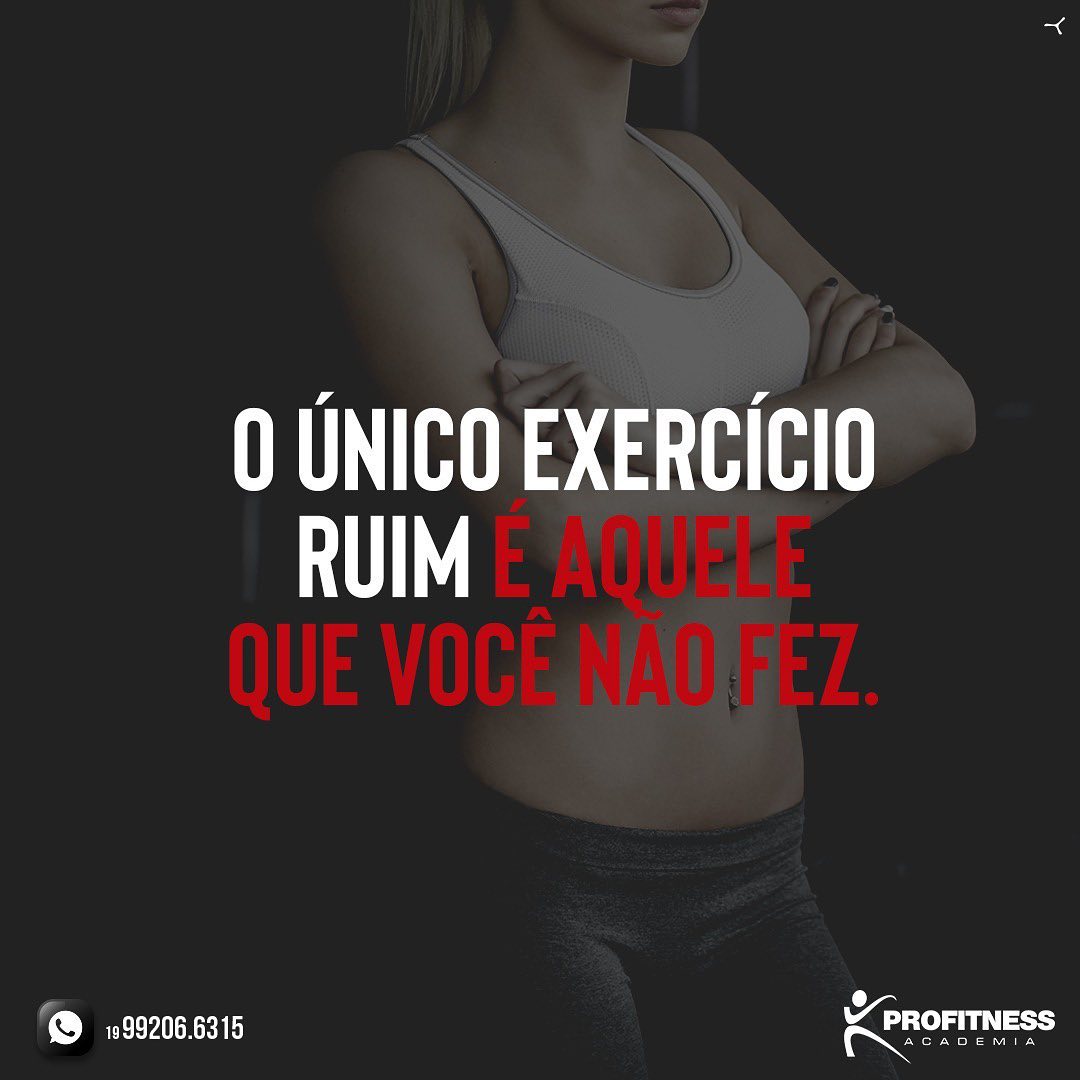 O ÚNICO EXERCÍCIO
RUIM É AQUELE
QUE VOCÊ NÃO FEZ.
19 99206.6315
PROFITNESS
ACADEMIA